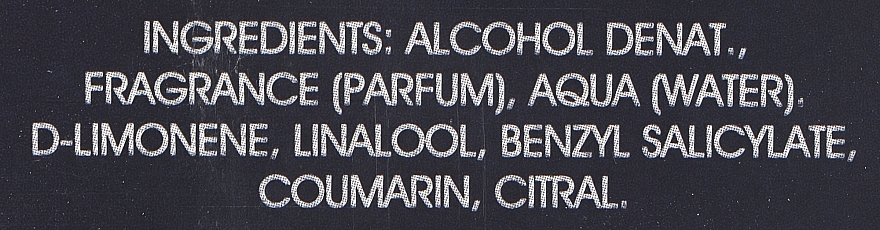 INGREDIENTS: ALCOHOL DENAT.,
FRAGRANCE (PARFUM), AQUA (WATER).
D-LIMONENE, LINALOOL, BENZYL SALICYLATE,
COUMARIN, CITRAL.